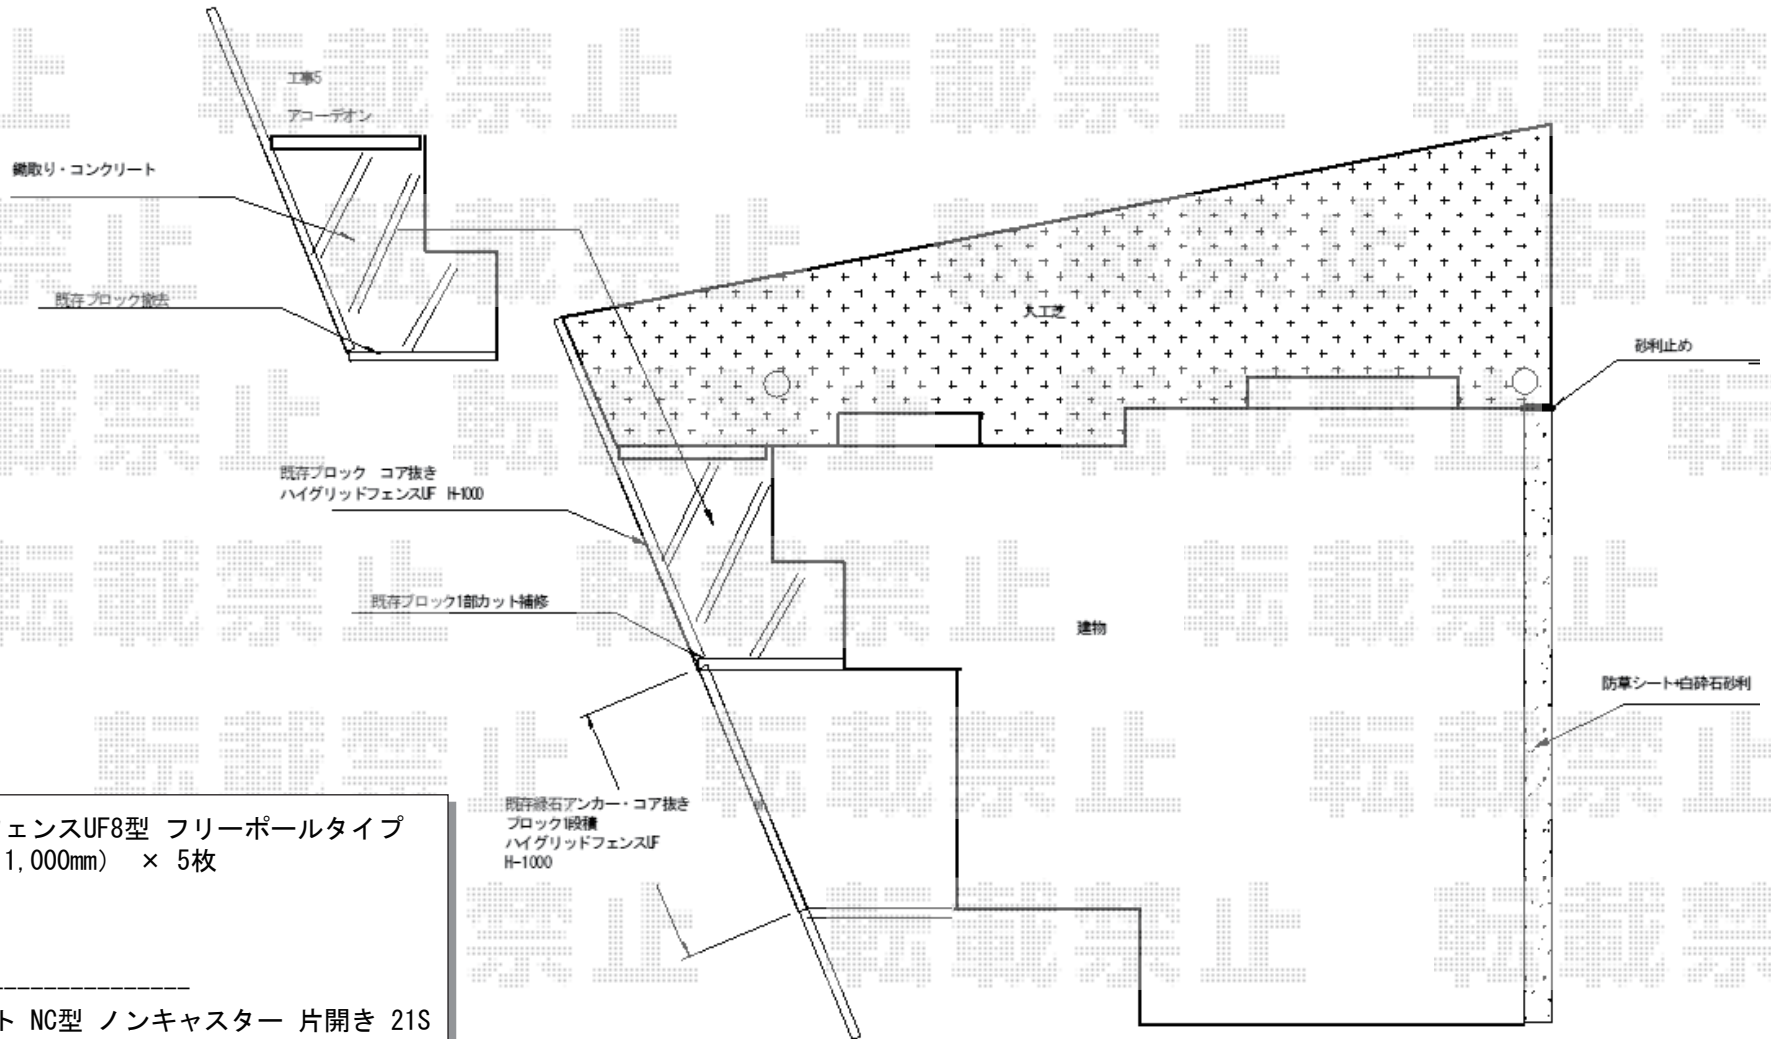 工事5
アコーデオン
鋤取り・コンクリート
既存ブロック撤去
人工芝
砂利止め
既存ブロック　コア抜き
ハイグリッドフェンスUF　H-1000
既存ブロック1部カット補修
建物
防草シート+白砕石砂利
既存縁石アンカー・コア抜き
ブロック1段積
ハイグリッドフェンスUF
H-1000
ェンスUF8型 フリーポールタイプ
1,000mm)　× 5枚
---------------
ト NC型 ノンキャスター 片開き 21S
転載禁止